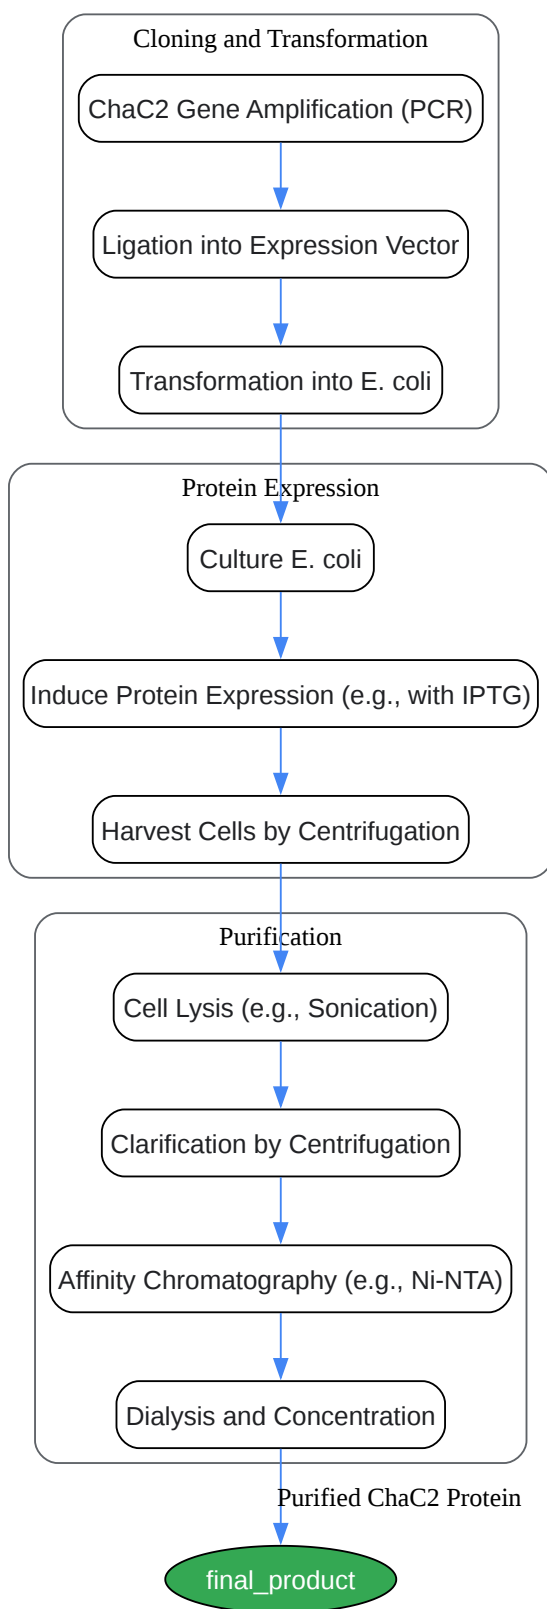 Cloning and Transformation
ChaC2 Gene Amplification (PCR)
Ligation into Expression Vector
Transformation into E. coli
Protein Expression
Culture E. coli
Induce Protein Expression (e.g., with IPTG)
Harvest Cells by Centrifugation
Purification
Cell Lysis (e.g., Sonication)
Clarification by Centrifugation
Affinity Chromatography (e.g., Ni-NTA)
Dialysis and Concentration
Purified ChaC2 Protein
final_product